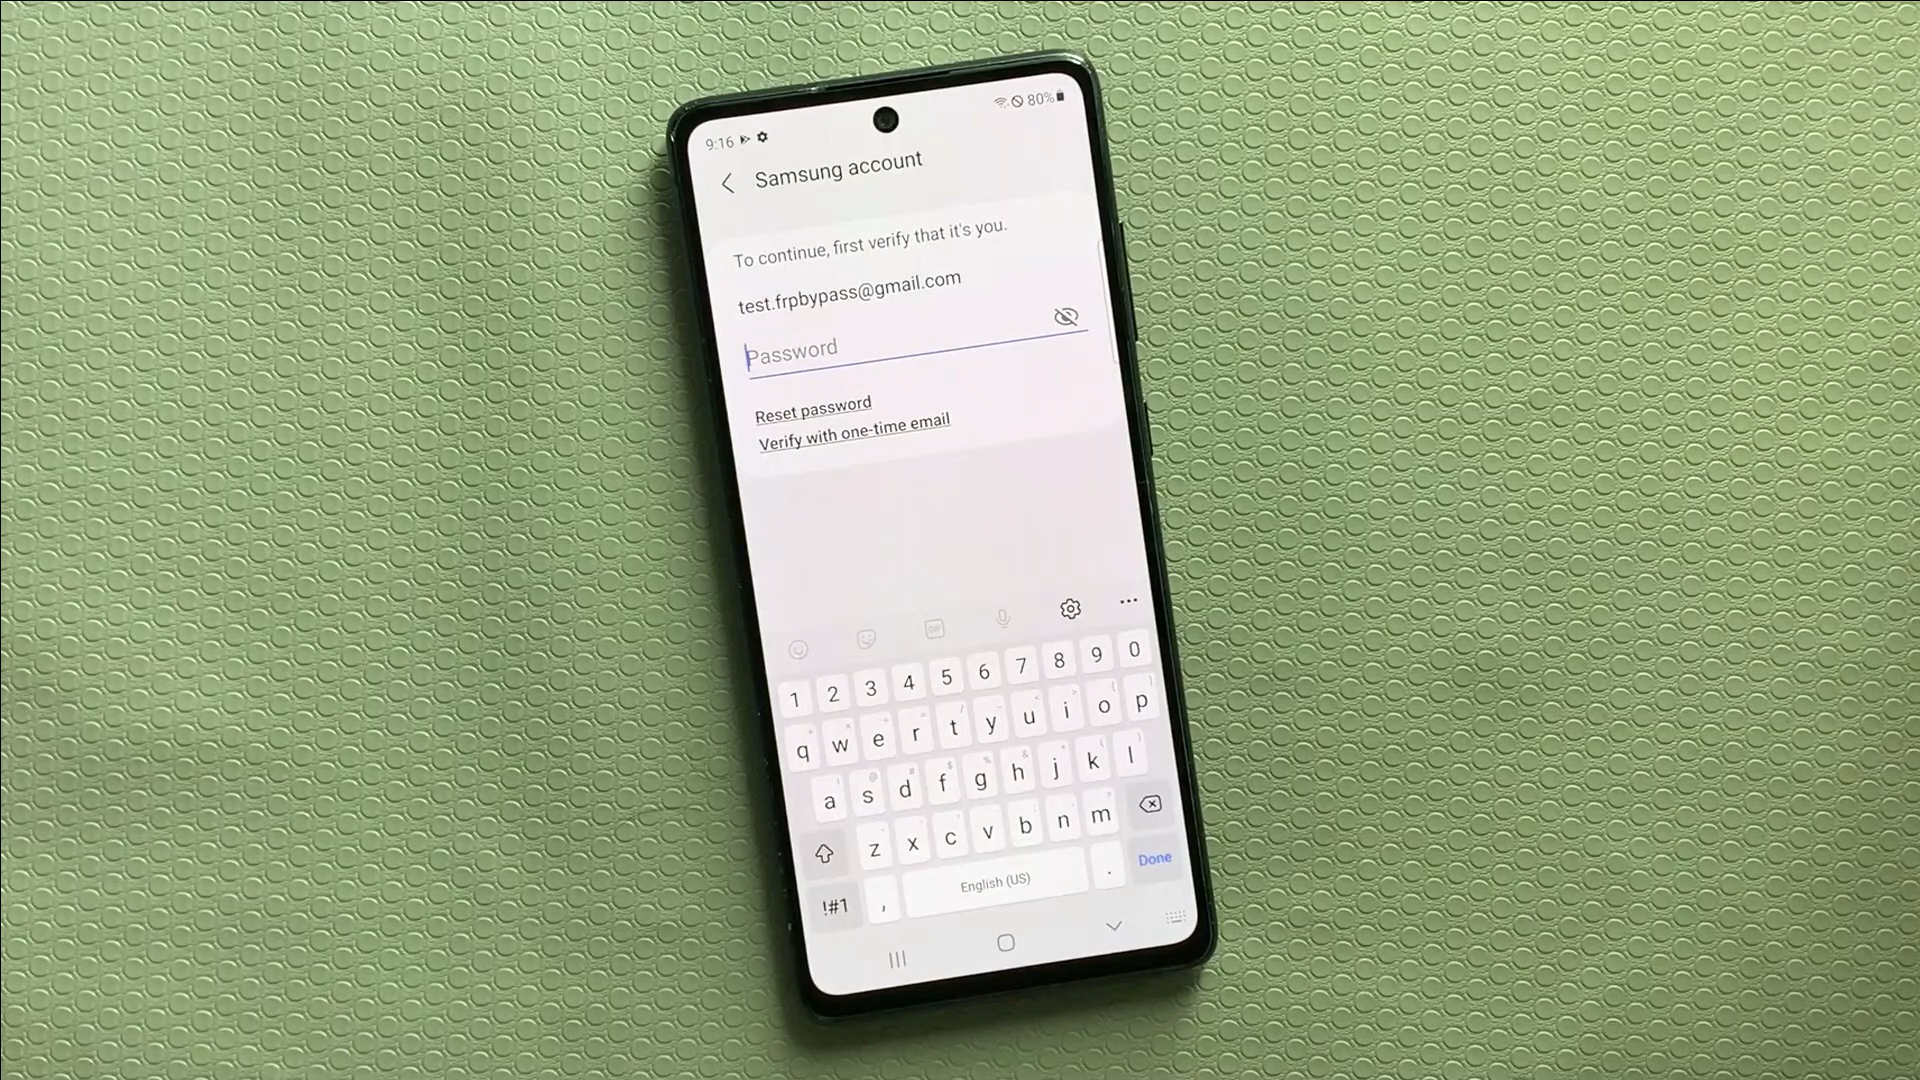 9:16 80%
Samsung account
To continue, first verify that it's you.
test.frpbypass@gmail.com
Password
Reset password
Verify with one-time email
GIF
1 2 3 4 5 6 7 8 9 0
q w e r t y u i o p
a s d f g h j k l
z x c v b n m
!#1 , English (US) . Done